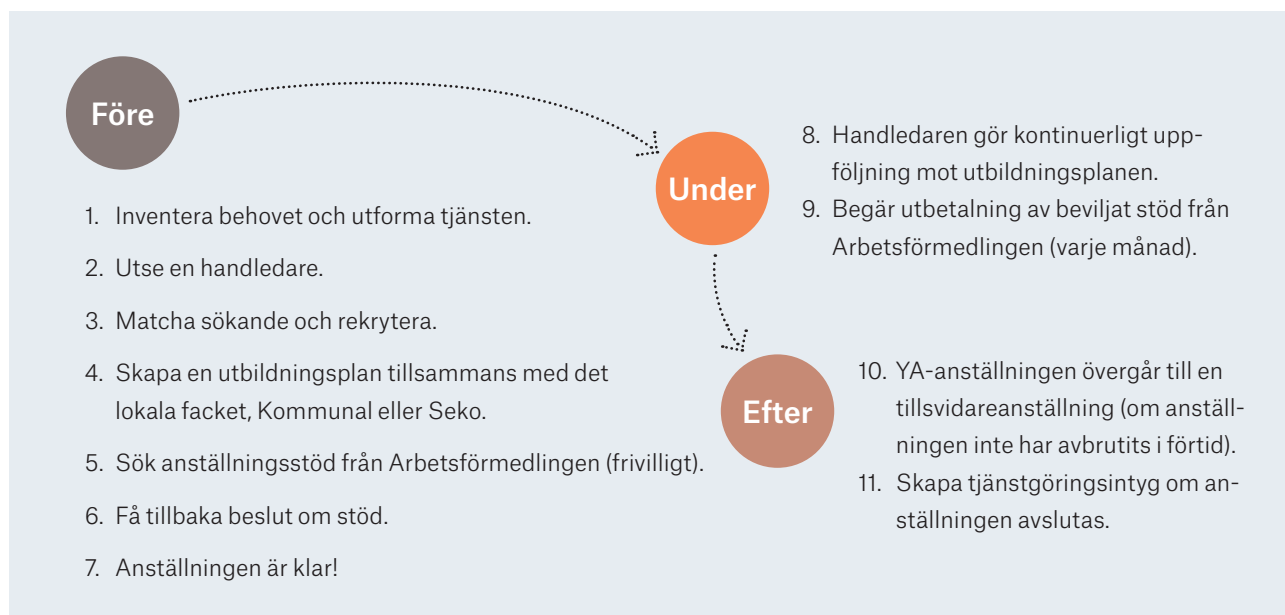 Före
1. Inventera behovet och utforma tjänsten.
2. Utse en handledare.
3. Matcha sökande och rekrytera.
4. Skapa en utbildningsplan tillsammans med det
lokala facket, Kommunal eller Seko.
5. Sök anställningsstöd från Arbetsförmedlingen (frivilligt).
6. Få tillbaka beslut om stöd.
7. Anställningen är klar!
Under
8. Handledaren gör kontinuerligt upp-
följning mot utbildningsplanen.
9. Begär utbetalning av beviljat stöd från
Arbetsförmedlingen (varje månad).
Efter
10. YA-anställningen övergår till en
tillsvidareanställning (om anställ-
ningen inte har avbrutits i förtid).
11. Skapa tjänstgöringsintyg om an-
ställningen avslutas.